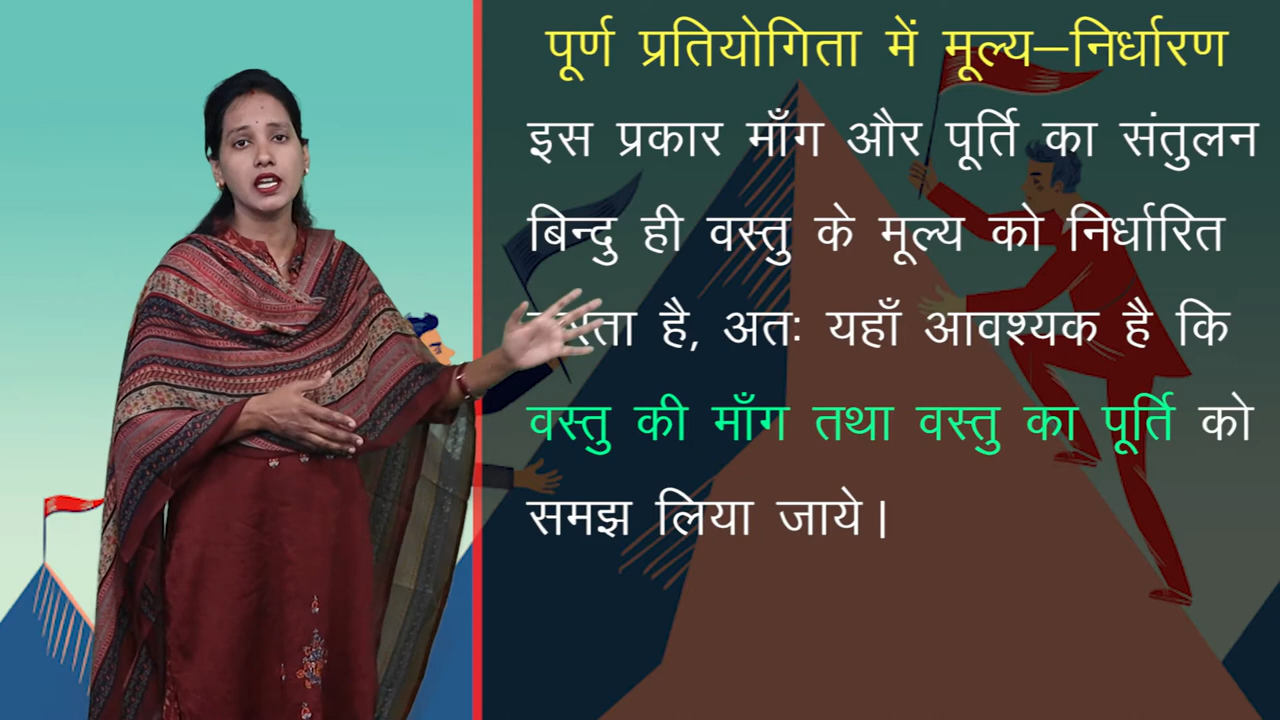 पूर्ण प्रतियोगिता में मूल्य–निर्धारण
इस प्रकार माँग और पूर्ति का संतुलन
बिन्दु ही वस्तु के मूल्य को निर्धारित
है, अतः यहाँ आवश्यक है कि
वस्तु की माँग तथा वस्तु का पूर्ति को
समझ लिया जाये।